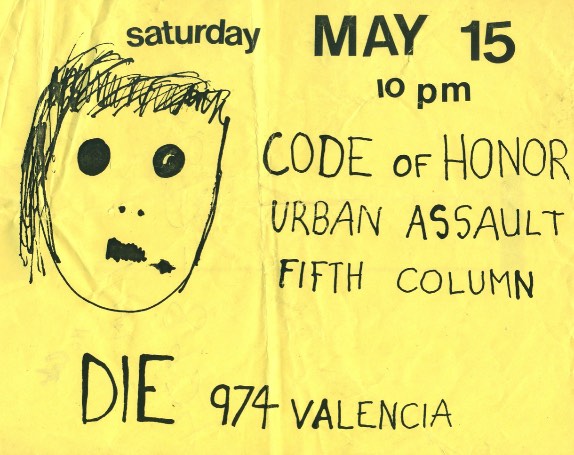 saturday MAY 15
10 pm
CODE OF HONOR
URBAN ASSAULT
FIFTH COLUMN
DIE 974 VALENCIA